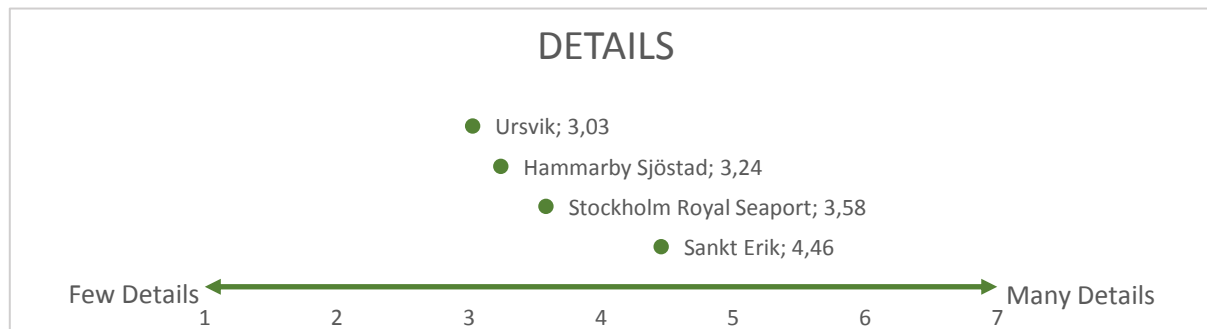 DETAILS
Ursvik; 3,03
Hammarby Sjöstad; 3,24
Stockholm Royal Seaport; 3,58
Sankt Erik; 4,46
Few Details
Many Details
1 2 3 4 5 6 7